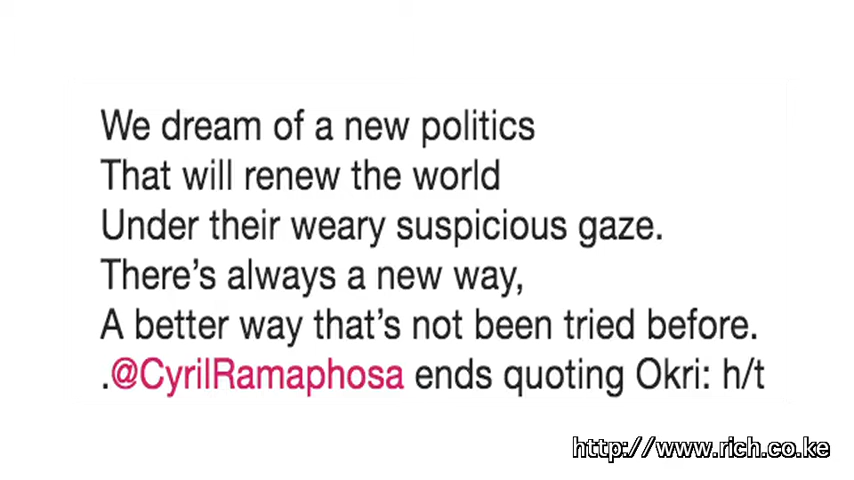 We dream of a new politics
That will renew the world
Under their weary suspicious gaze.
There's always a new way,
A better way that's not been tried before.
.@CyrilRamaphosa ends quoting Okri: h/t
http://www.rich.co.ke